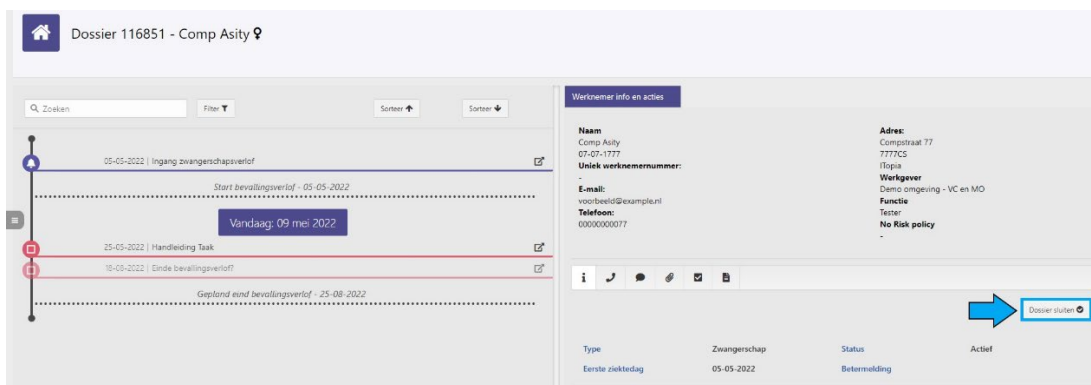 Dossier 116851 - Comp Asity ♀
Zoeken
Filter
Sorteer ↑
Sorteer ↓
05-05-2022 | Ingang zwangerschapsverlof
Start bevallingsverlof - 05-05-2022
Vandaag: 09 mei 2022
25-05-2022 | Handleiding Taak
18-08-2022 | Einde bevallingsverlof?
Gepland eind bevallingsverlof - 25-08-2022
Werknemer info en acties
Naam
Comp Asity
07-07-1777
Uniek werknemernummer:
-
E-mail:
voorbeeld@example.nl
Telefoon:
00000000077
Adres:
Compstraat 77
7777CS
ITopia
Werkgever
Demo omgeving - VC en MO
Functie
Tester
No Risk policy
-
Dossier sluiten
Type Zwangerschap Status Actief
Eerste ziektedag 05-05-2022 Betermelding